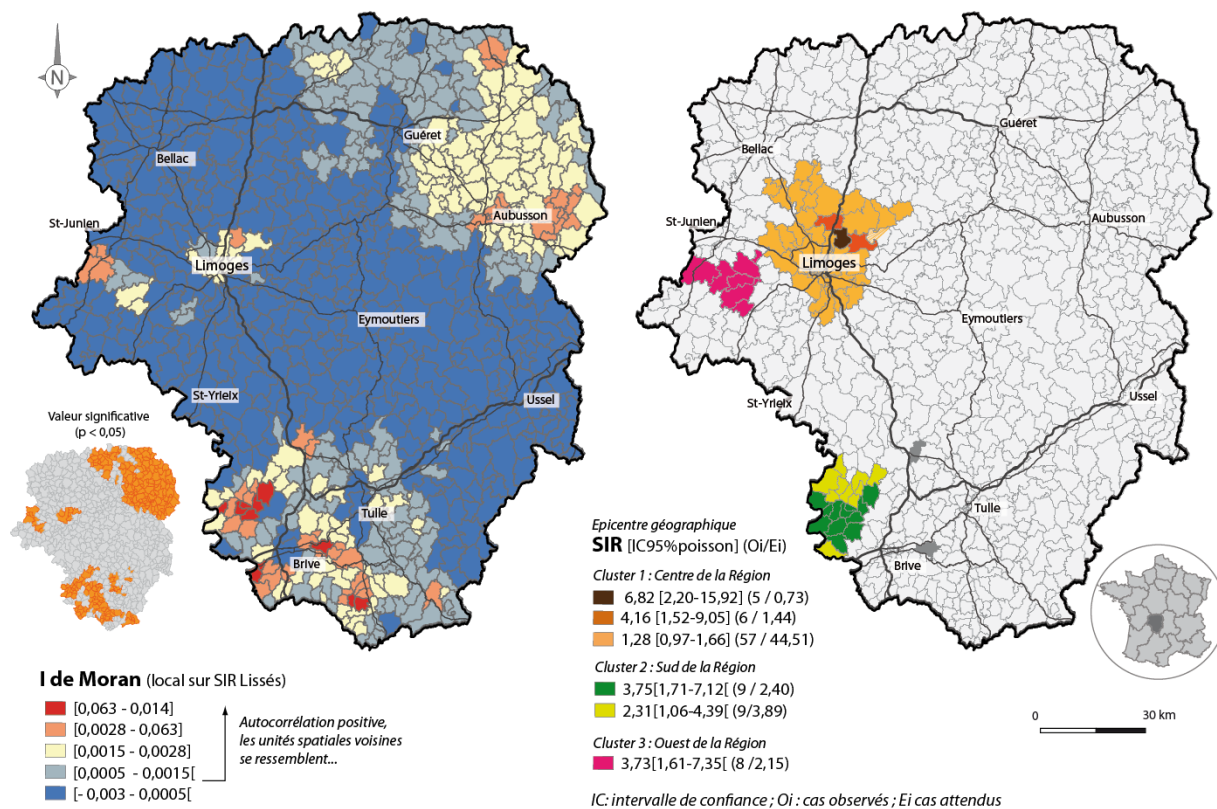 N
Guéret
Bellac
St-Junien
Aubusson
Limoges
Eymoutiers
St-Yrieix
Ussel
Tulle
Brive
Valeur significative
(p < 0,05)
I de Moran (local sur SIR Lissés)
[0,063 - 0,014]
[0,0028 - 0,063]
[0,0015 - 0,0028]
[0,0005 - 0,0015[
[- 0,003 - 0,0005[
Autocorrélation positive,
les unités spatiales voisines
se ressemblent...
Guéret
Bellac
St-Junien
Aubusson
Limoges
Eymoutiers
St-Yrieix
Ussel
Tulle
Brive
Epicentre géographique
SIR [IC95%poisson] (Oi/Ei)
Cluster 1 : Centre de la Région
6,82 [2,20-15,92] (5 / 0,73)
4,16 [1,52-9,05] (6 / 1,44)
1,28 [0,97-1,66] (57 / 44,51)
Cluster 2 : Sud de la Région
3,75[1,71-7,12[ (9 / 2,40)
2,31[1,06-4,39[ (9/3,89)
Cluster 3 : Ouest de la Région
3,73[1,61-7,35[ (8 /2,15)
0 30 km
IC: intervalle de confiance ; Oi : cas observés ; Ei cas attendus